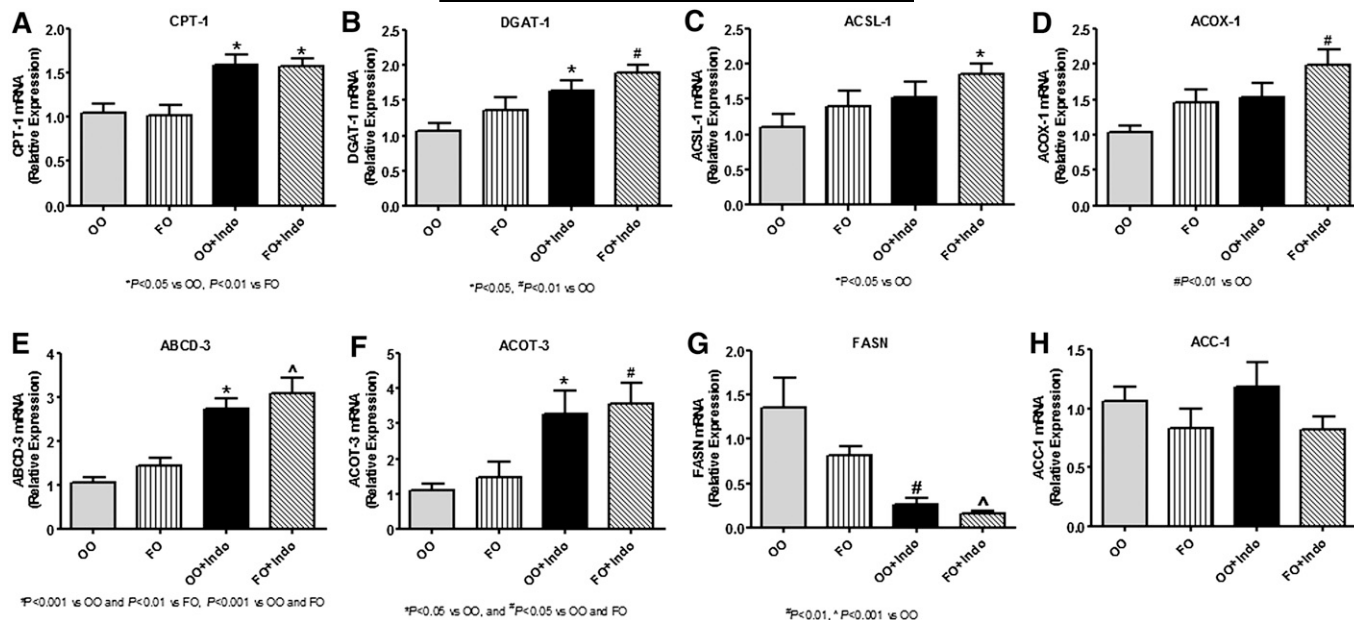 A
CPT-1
CPT-1 mRNA
(Relative Expression)
2.0
1.5
1.0
0.5
0.0
*
*
OO
FO
OO+Indo
FO+Indo
*P<0.05 vs OO, P<0.01 vs FO
B
DGAT-1
DGAT-1 mRNA
(Relative Expression)
2.5
2.0
1.5
1.0
0.5
0.0
*
#
OO
FO
OO+Indo
FO+Indo
*P<0.05, #P<0.01 vs OO
C
ACSL-1
ACSL-1 mRNA
(Relative Expression)
2.5
2.0
1.5
1.0
0.5
0.0
*
OO
FO
OO+Indo
FO+Indo
*P<0.05 vs OO
D
ACOX-1
ACOX-1 mRNA
(Relative Expression)
2.5
2.0
1.5
1.0
0.5
0.0
#
OO
FO
OO+Indo
FO+Indo
#P<0.01 vs OO
E
ABCD-3
ABCD-3 mRNA
(Relative Expression)
4
3
2
1
0
*
^
OO
FO
OO+Indo
FO+Indo
*P<0.001 vs OO and P<0.01 vs FO, P<0.001 vs OO and FO
F
ACOT-3
ACOT-3 mRNA
(Relative Expression)
5
4
3
2
1
0
*
#
OO
FO
OO+Indo
FO+Indo
*P<0.05 vs OO, and #P<0.05 vs OO and FO
G
FASN
FASN mRNA
(Relative Expression)
2.0
1.5
1.0
0.5
0.0
#
^
OO
FO
OO+Indo
FO+Indo
#P<0.01, ^P<0.001 vs OO
H
ACC-1
ACC-1 mRNA
(Relative Expression)
1.5
1.0
0.5
0.0
OO
FO
OO+Indo
FO+Indo